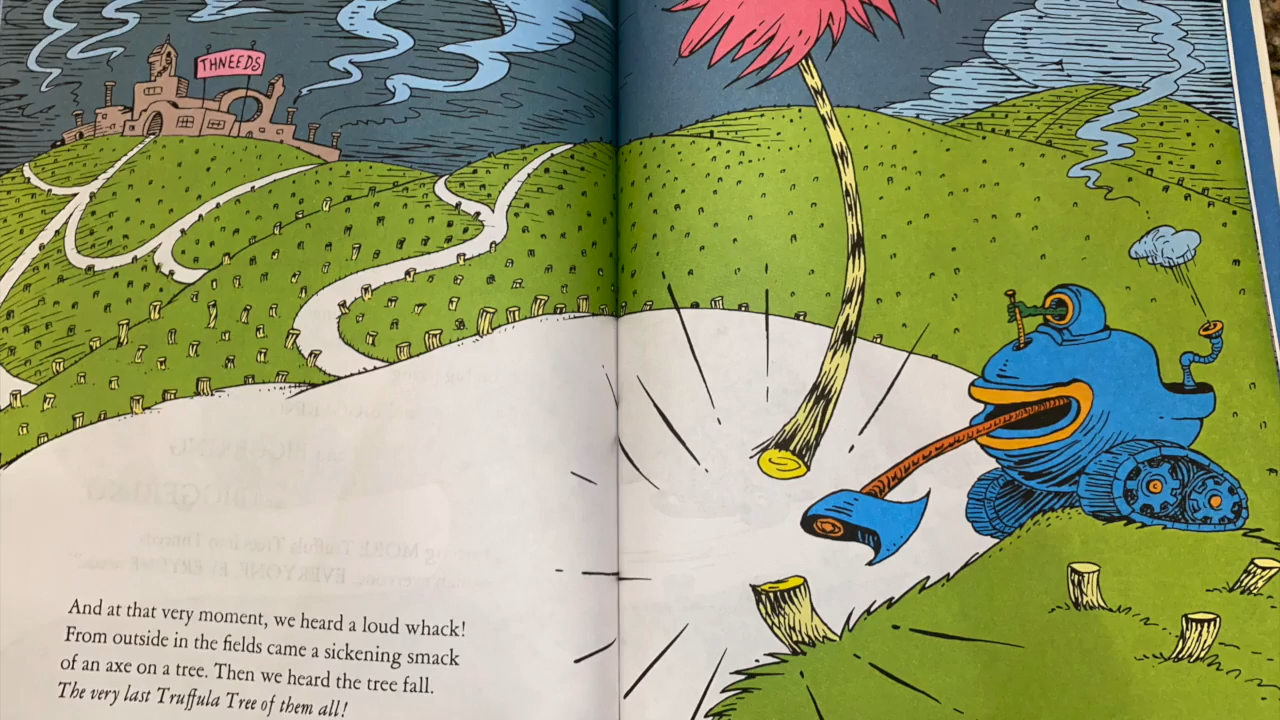 THNEEDS
And at that very moment, we heard a loud whack!
From outside in the fields came a sickening smack
of an axe on a tree. Then we heard the tree fall.
The very last Truffula Tree of them all!